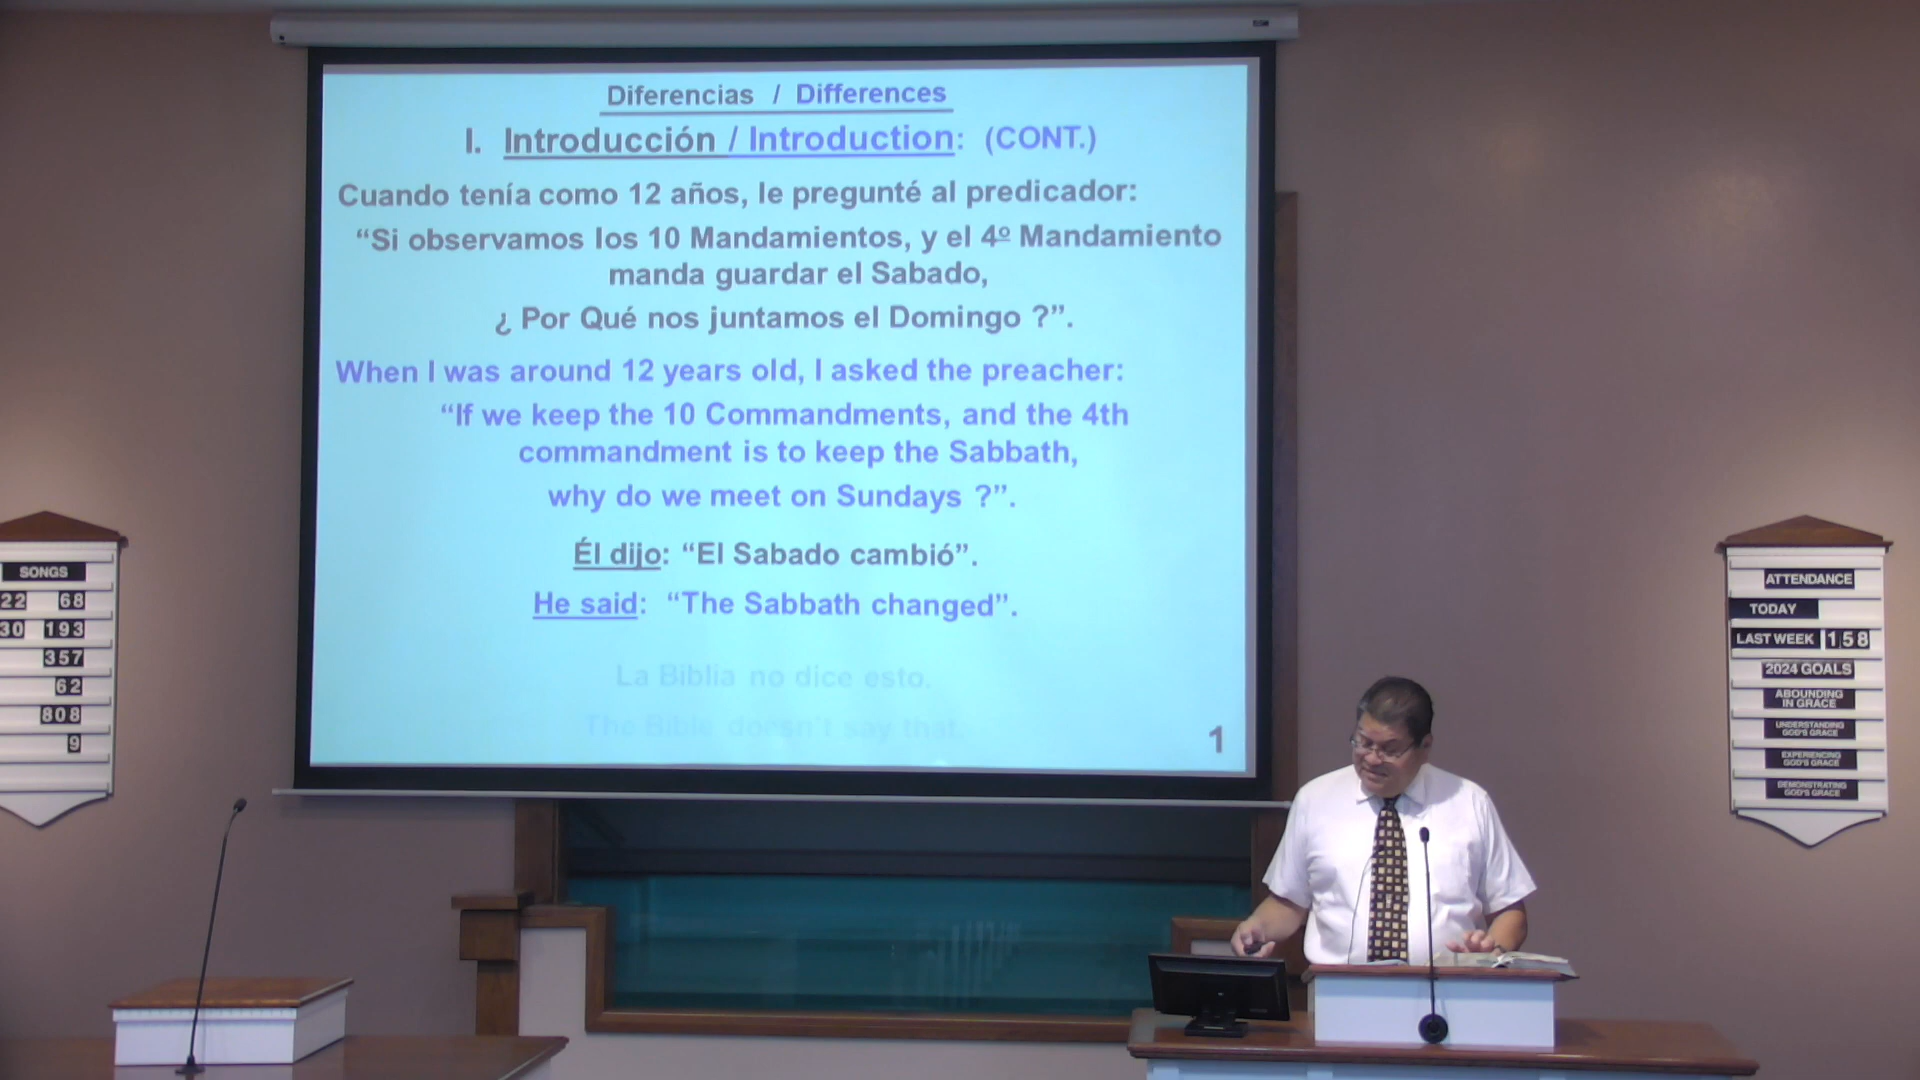 Diferencias / Differences
I. Introducción / Introduction: (CONT.)
Cuando tenía como 12 años, le pregunté al predicador:
“Si observamos los 10 Mandamientos, y el 4º Mandamiento
manda guardar el Sabado,
¿ Por Qué nos juntamos el Domingo ?”.
When I was around 12 years old, I asked the preacher:
“If we keep the 10 Commandments, and the 4th
commandment is to keep the Sabbath,
why do we meet on Sundays ?”.
Él dijo: “El Sabado cambió”.
He said: “The Sabbath changed”.
La Biblia no dice esto.
The Bible doesn't say that.
1
SONGS
22 68
30 193
357
62
808
9
ATTENDANCE
TODAY
LAST WEEK 158
2024 GOALS
ABOUNDING
IN GRACE
UNDERSTANDING
GOD'S GRACE
EXPERIENCING
GOD'S GRACE
DEMONSTRATING
GOD'S GRACE